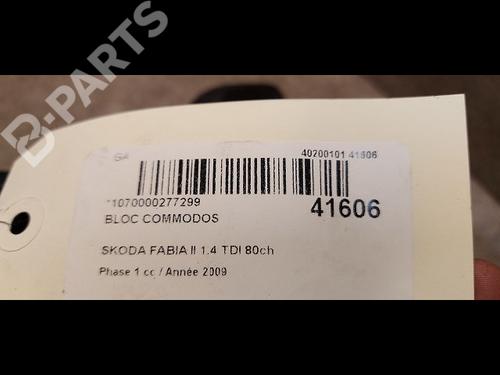 B-PARTS
GA
40200101 41606
*1070000277299
41606
BLOC COMMODOS
SKODA FABIA II 1.4 TDI 80ch
Phase 1 cc / Année 2009